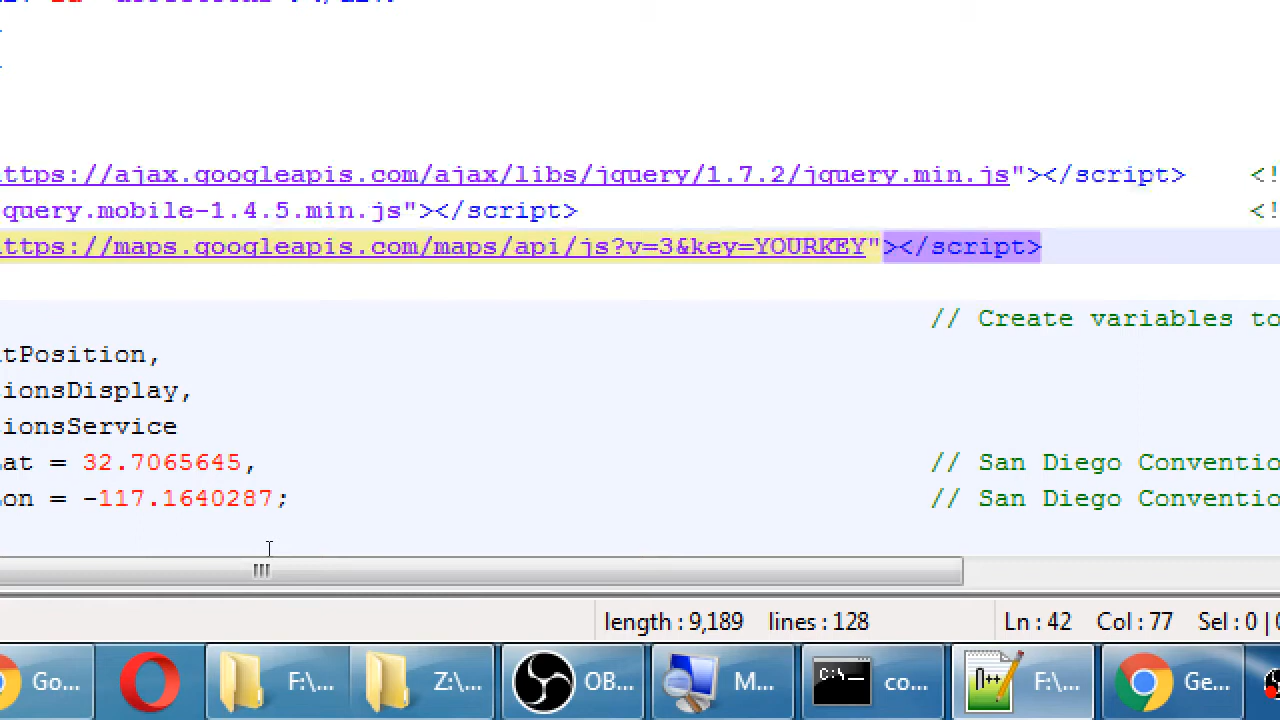 ttps://ajax.googleapis.com/ajax/libs/jquery/1.7.2/jquery.min.js"></script> <!
query.mobile-1.4.5.min.js"></script> <!
ttps://maps.googleapis.com/maps/api/js?v=3&key=YOURKEY"></script>
// Create variables to
tPosition,
ionsDisplay,
ionsService
at = 32.7065645, // San Diego Conventio
on = -117.1640287; // San Diego Conventio
length : 9,189 lines : 128 Ln : 42 Col : 77 Sel : 0 |
Go... F:\... Z:\... OB... M... C:\ co... N++ F:\... Ge...